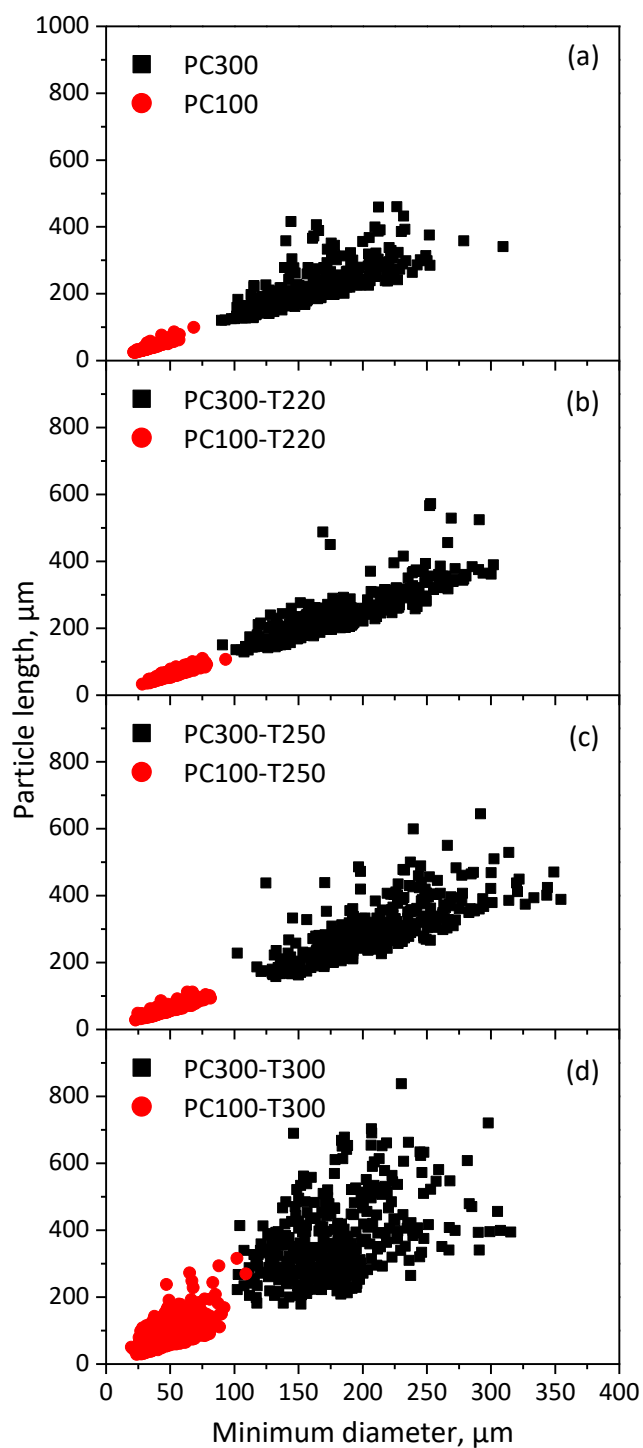 1000
(a)
PC300
800
PC100
600
400
200
0
(b)
PC300-T220
800
PC100-T220
600
400
200
0
(c)
PC300-T250
800
PC100-T250
600
400
200
0
(d)
PC300-T300
800
PC100-T300
600
400
200
0
0 50 100 150 200 250 300 350 400
Minimum diameter, µm
Particle length, µm